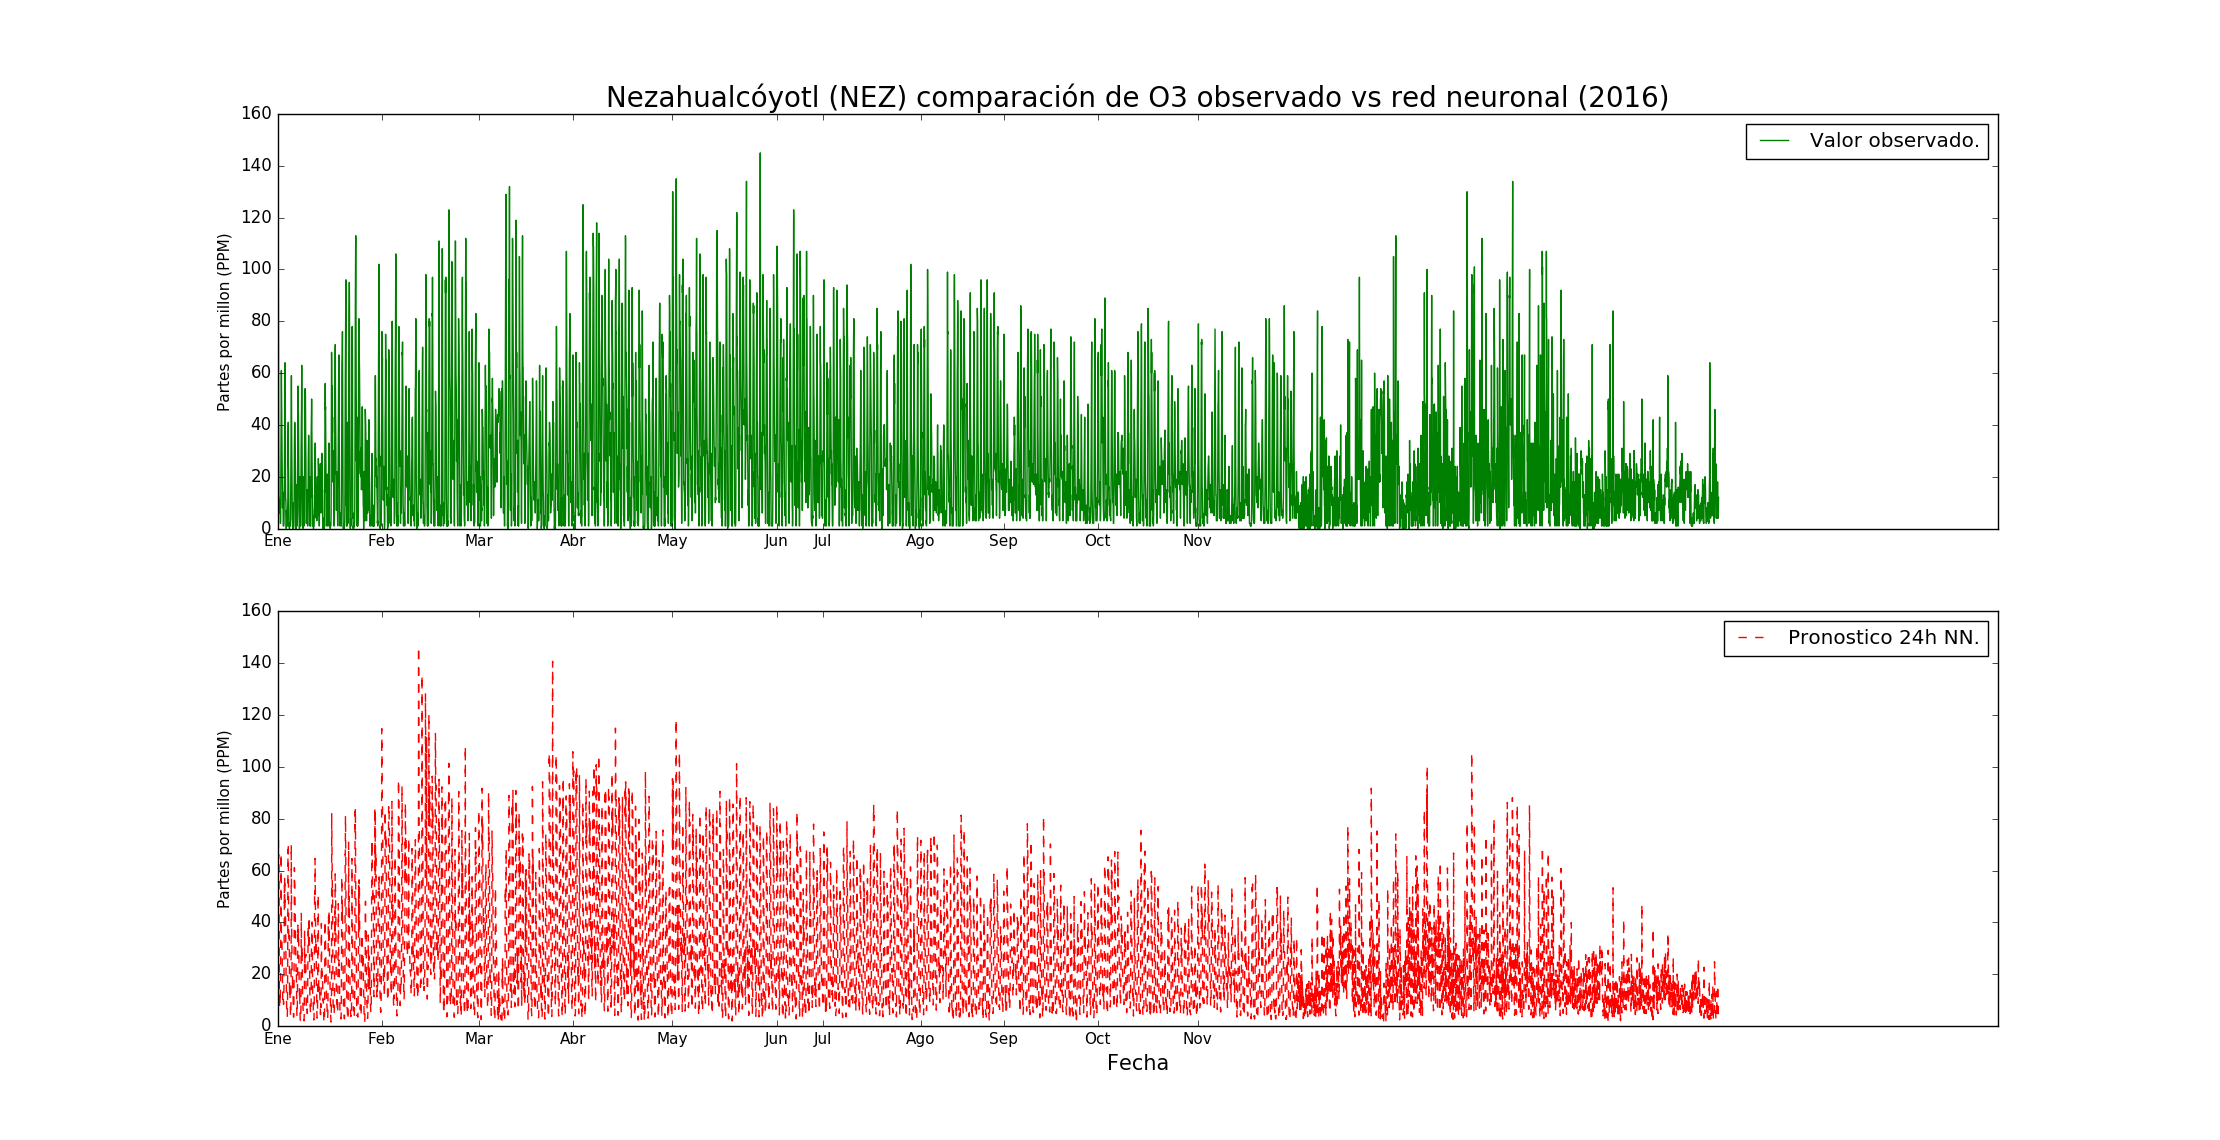 Nezahualcóyotl (NEZ) comparación de O3 observado vs red neuronal (2016)
160
140
120
100
80
60
40
20
0
Partes por millon (PPM)
Valor observado.
Ene Feb Mar Abr May Jun Jul Ago Sep Oct Nov
160
140
120
100
80
60
40
20
0
Partes por millon (PPM)
Pronostico 24h NN.
Ene Feb Mar Abr May Jun Jul Ago Sep Oct Nov
Fecha